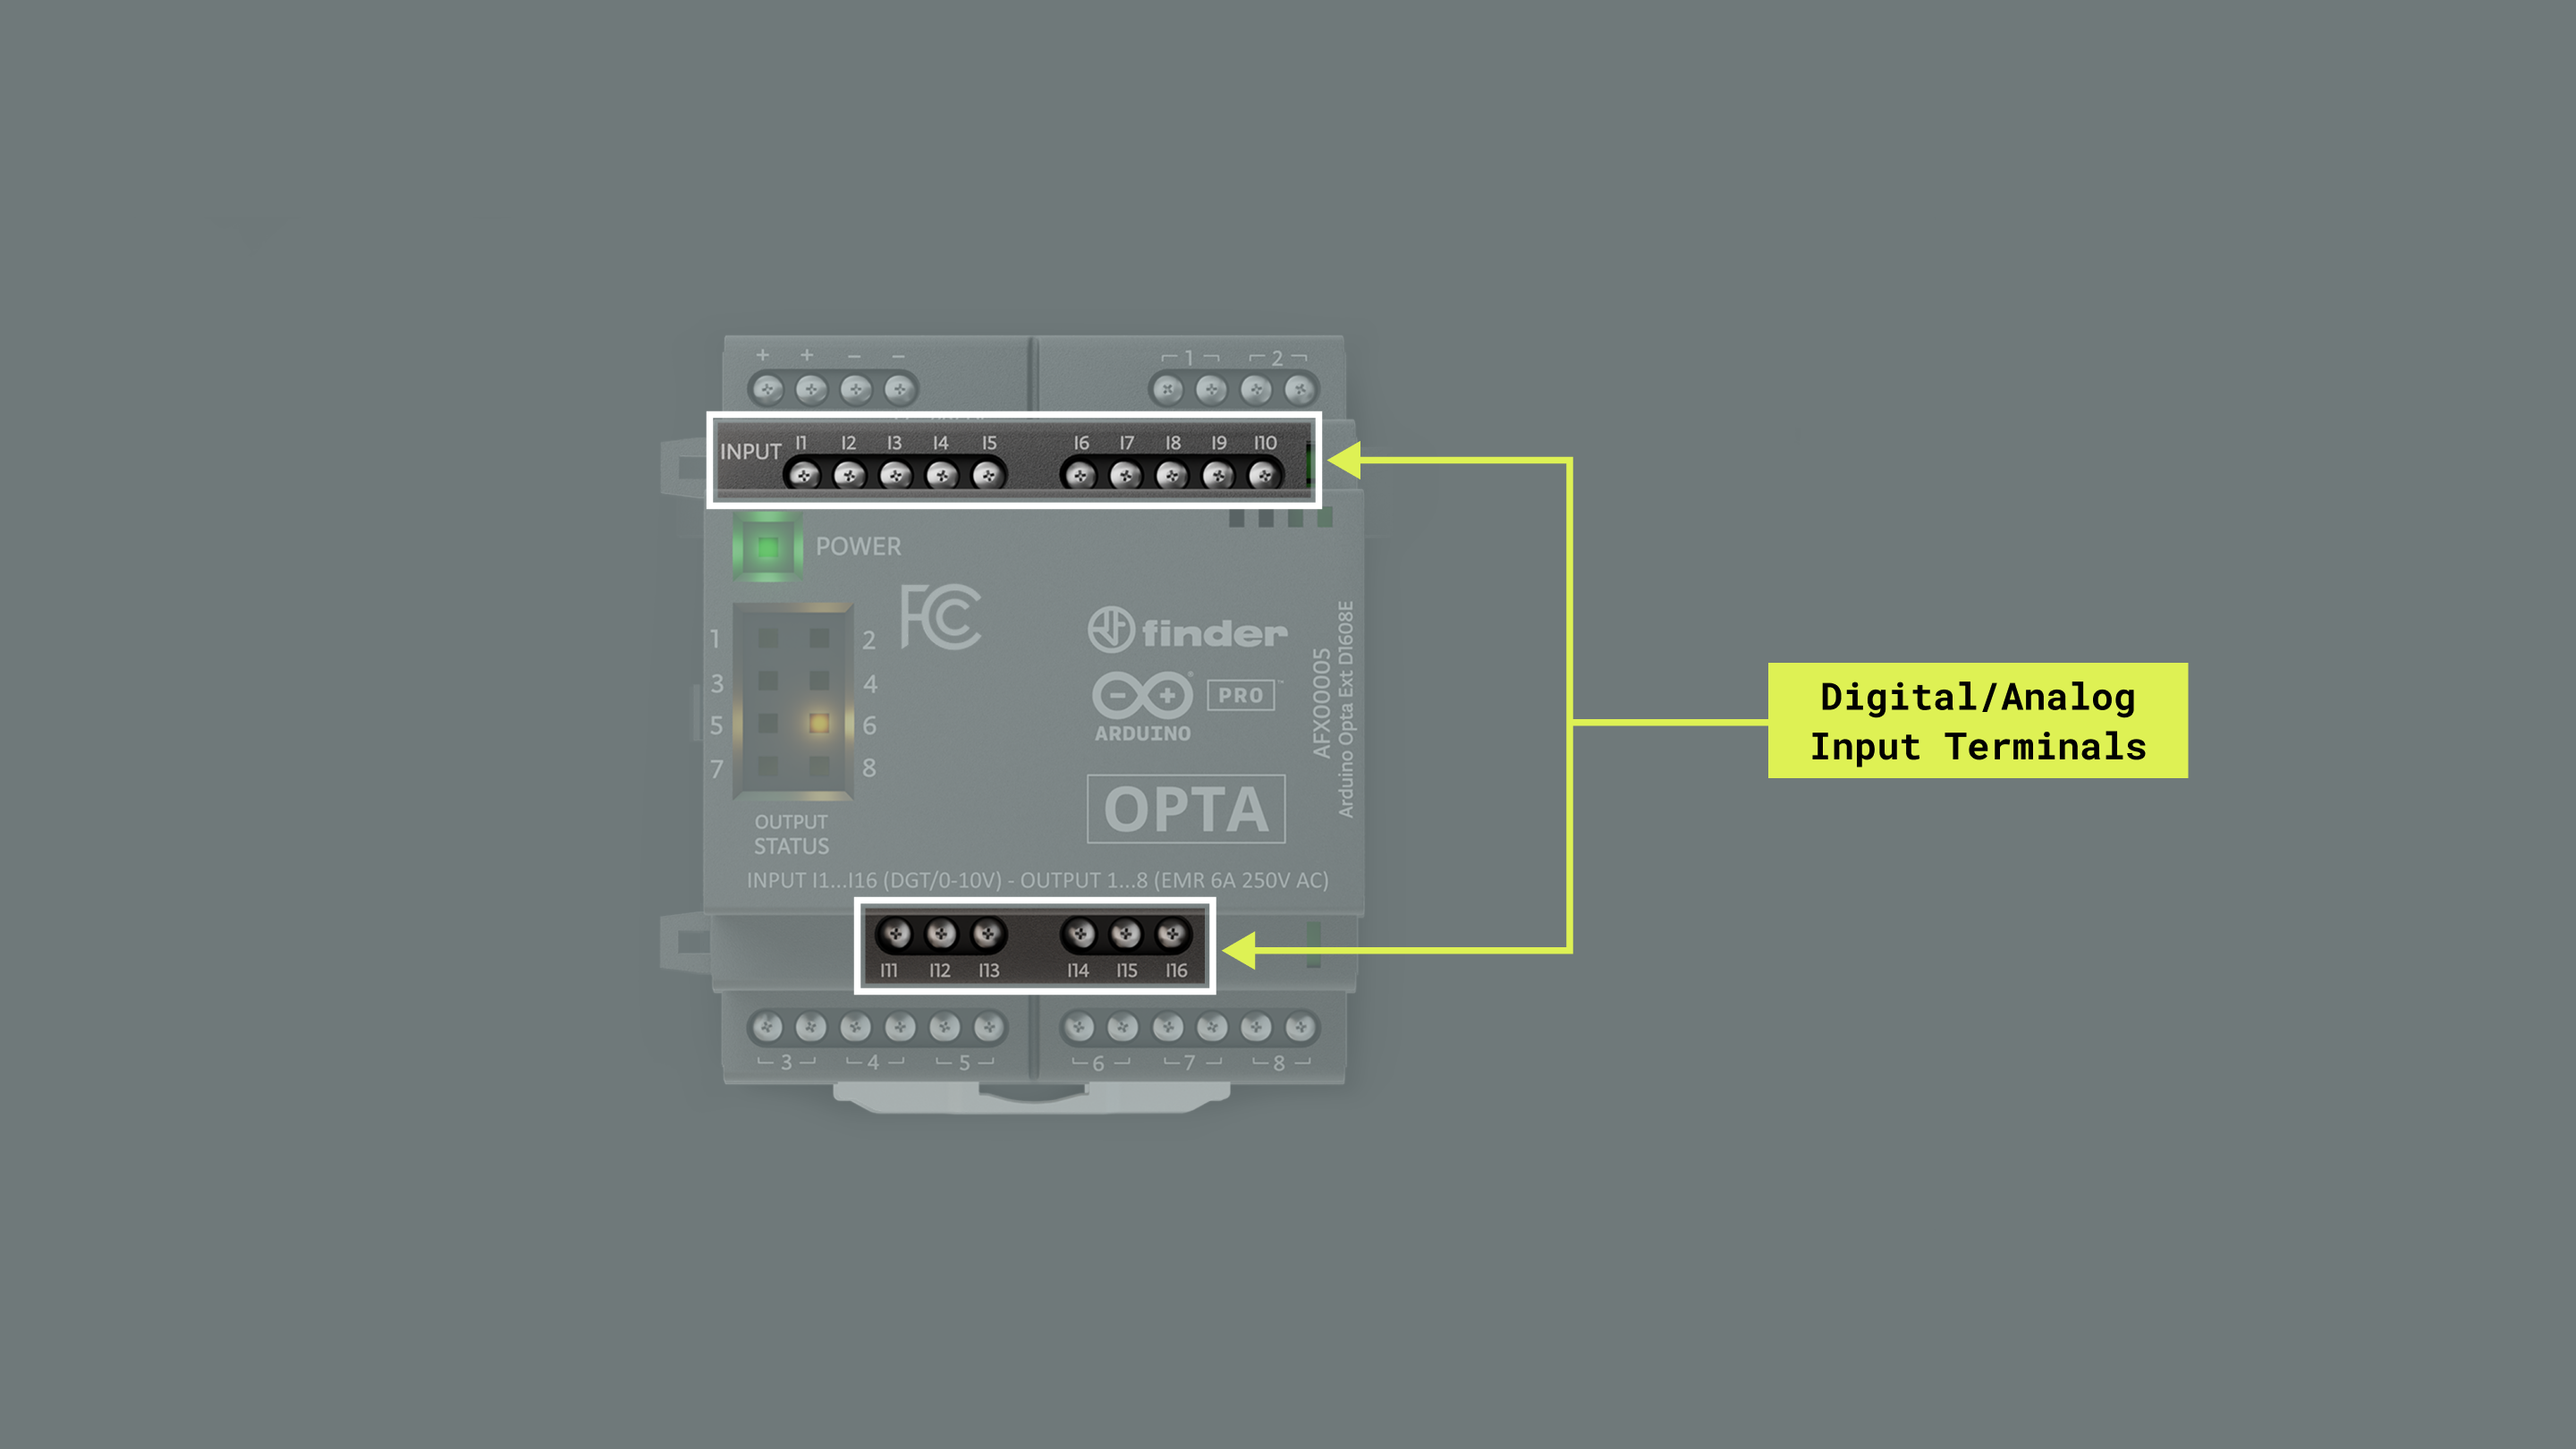 + + − −
1 2
INPUT I1 I2 I3 I4 I5 I6 I7 I8 I9 I10
POWER
FC
1 2
3 4
5 6
7 8
OUTPUT
STATUS
finder
ARDUINO
PRO™
OPTA
AFX00005
Arduino Opta Ext D1608E
INPUT I1...I16 (DGT/0-10V) - OUTPUT 1...8 (EMR 6A 250V AC)
I11 I12 I13 I14 I15 I16
3 4 5 6 7 8
Digital/Analog
Input Terminals